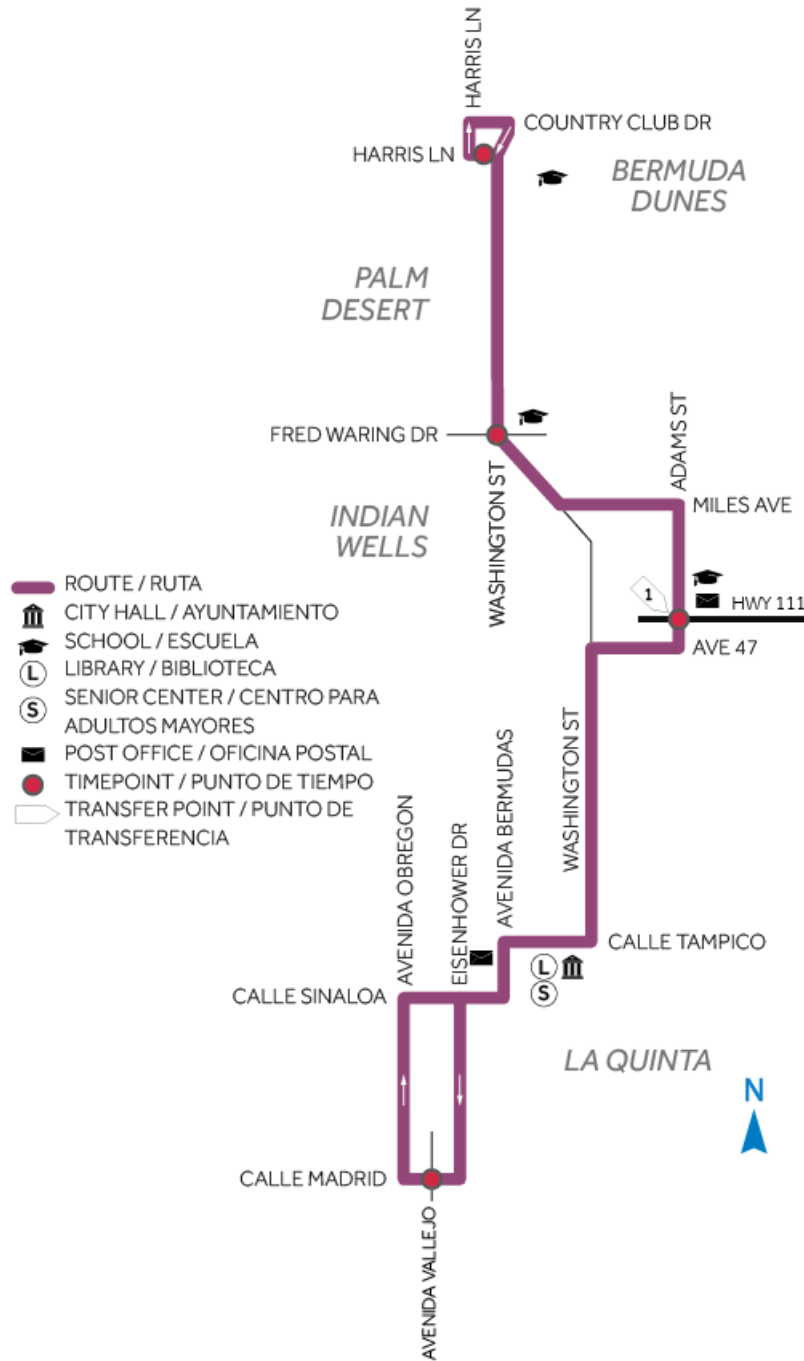 HARRIS LN
COUNTRY CLUB DR
HARRIS LN
BERMUDA
DUNES
PALM
DESERT
FRED WARING DR
ADAMS ST
WASHINGTON ST
MILES AVE
INDIAN
WELLS
1
HWY 111
AVE 47
ROUTE / RUTA
CITY HALL / AYUNTAMIENTO
SCHOOL / ESCUELA
L
LIBRARY / BIBLIOTECA
S
SENIOR CENTER / CENTRO PARA
ADULTOS MAYORES
POST OFFICE / OFICINA POSTAL
TIMEPOINT / PUNTO DE TIEMPO
TRANSFER POINT / PUNTO DE
TRANSFERENCIA
WASHINGTON ST
AVENIDA BERMUDAS
EISENHOWER DR
AVENIDA OBREGON
CALLE TAMPICO
L
S
CALLE SINALOA
LA QUINTA
N
CALLE MADRID
AVENIDA VALLEJO